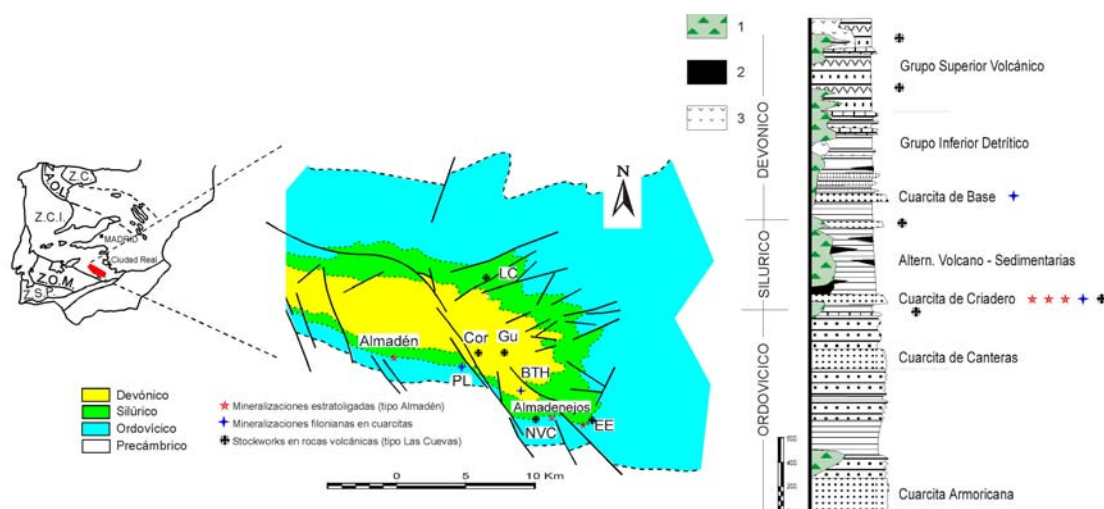 Z.A.O.L.
Z.C.
Z.C.I.
MADRID
Ciudad Real
Z.O.M.
Z.S.P.
N
LC
Almadén
Cor
Gu
PL
BTH
Almadenejos
NVC
EE
Devónico
Silúrico
Ordovícico
Precámbrico
Mineralizaciones estratoligadas (tipo Almadén)
Mineralizaciones filonianas en cuarcitas
Stockworks en rocas volcánicas (tipo Las Cuevas)
0 5 10 Km
1
2
3
DEVONICO
SILURICO
ORDOVICICO
Grupo Superior Volcánico
Grupo Inferior Detrítico
Cuarcita de Base
Altern. Volcano - Sedimentarias
Cuarcita de Criadero
Cuarcita de Canteras
Cuarcita Armoricana